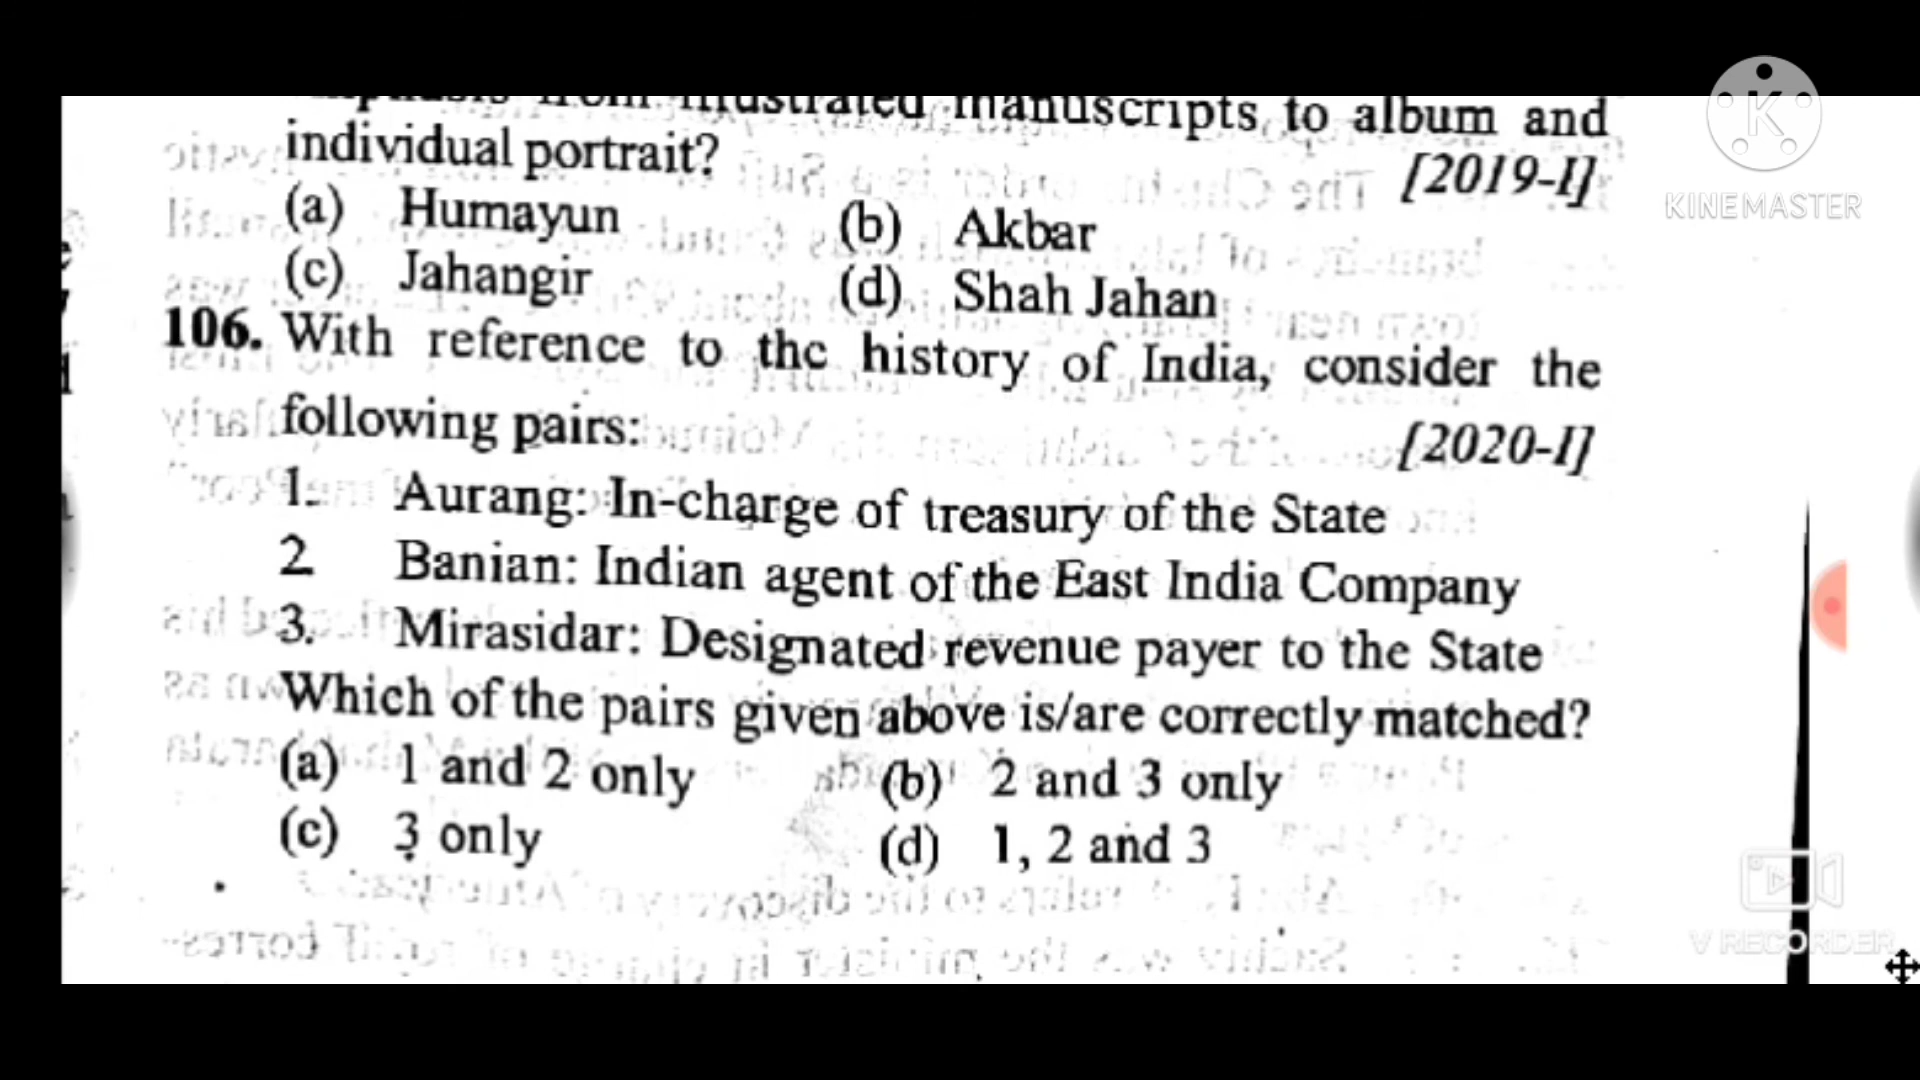 from illustrated manuscripts to album and
individual portrait? [2019-I]
(a) Humayun (b) Akbar
(c) Jahangir (d) Shah Jahan
106. With reference to the history of India, consider the
following pairs: [2020-I]
1. Aurang: In-charge of treasury of the State
2 Banian: Indian agent of the East India Company
3. Mirasidar: Designated revenue payer to the State
Which of the pairs given above is/are correctly matched?
(a) 1 and 2 only (b) 2 and 3 only
(c) 3 only (d) 1, 2 and 3
K
KINEMASTER
V RECORDER